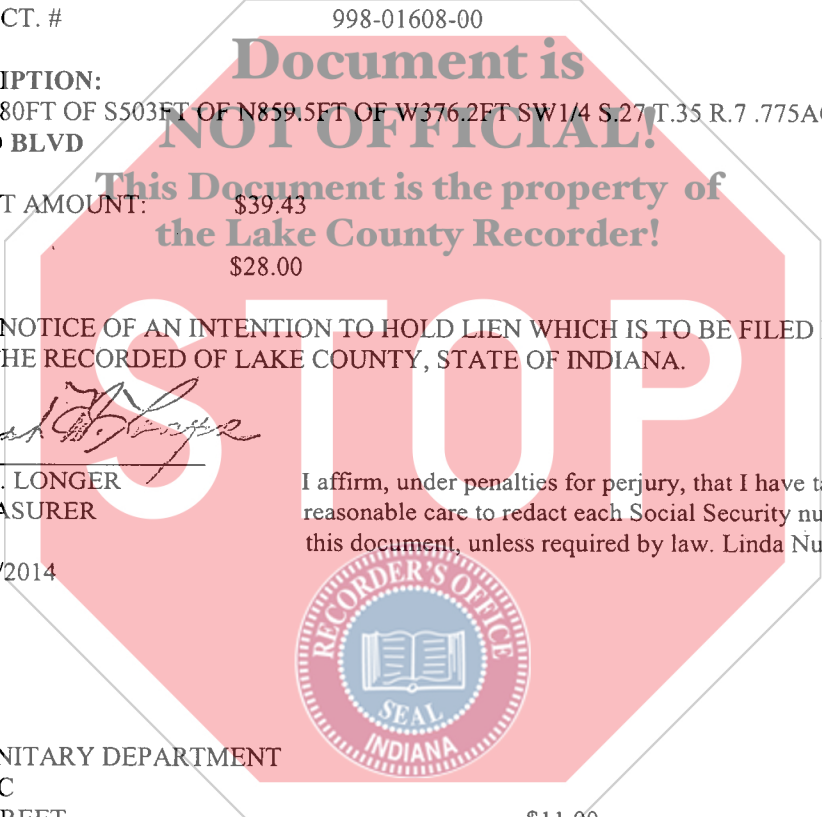 CT. # 998-01608-00
Document is
IPTION:
80FT OF S503FT OF N859.5FT OF W376.2FT SW1/4 S.27 T.35 R.7 .775A
NOT OFFICIAL!
BLVD
This Document is the property of
T AMOUNT: $39.43
the Lake County Recorder!
$28.00
NOTICE OF AN INTENTION TO HOLD LIEN WHICH IS TO BE FILED
HE RECORDED OF LAKE COUNTY, STATE OF INDIANA.
STOP
. LONGER
I affirm, under penalties for perjury, that I have ta
ASURER
reasonable care to redact each Social Security nu
this document, unless required by law. Linda Nu
/2014
RECORDER'S OFFICE
SEAL
INDIANA
NITARY DEPARTMENT
C
REET
$11.00